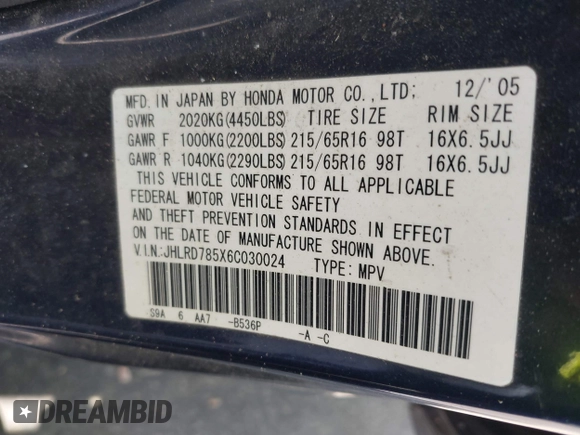 MFD. IN JAPAN BY HONDA MOTOR CO.,LTD: 12/'05
GVWR 2020KG(4450LBS) TIRE SIZE RIM SIZE
GAWR F 1000KG(2200LBS) 215/65R16 98T 16X6.5JJ
GAWR R 1040KG(2290LBS) 215/65R16 98T 16X6.5JJ
THIS VEHICLE CONFORMS TO ALL APPLICABLE
FEDERAL MOTOR VEHICLE SAFETY
AND THEFT PREVENTION STANDARDS IN EFFECT
ON THE DATE OF MANUFACTURE SHOWN ABOVE.
V.I.N.:JHLRD785X6C030024 TYPE: MPV
S9A 6 AA7 -B536P -A -C
DREAMBID